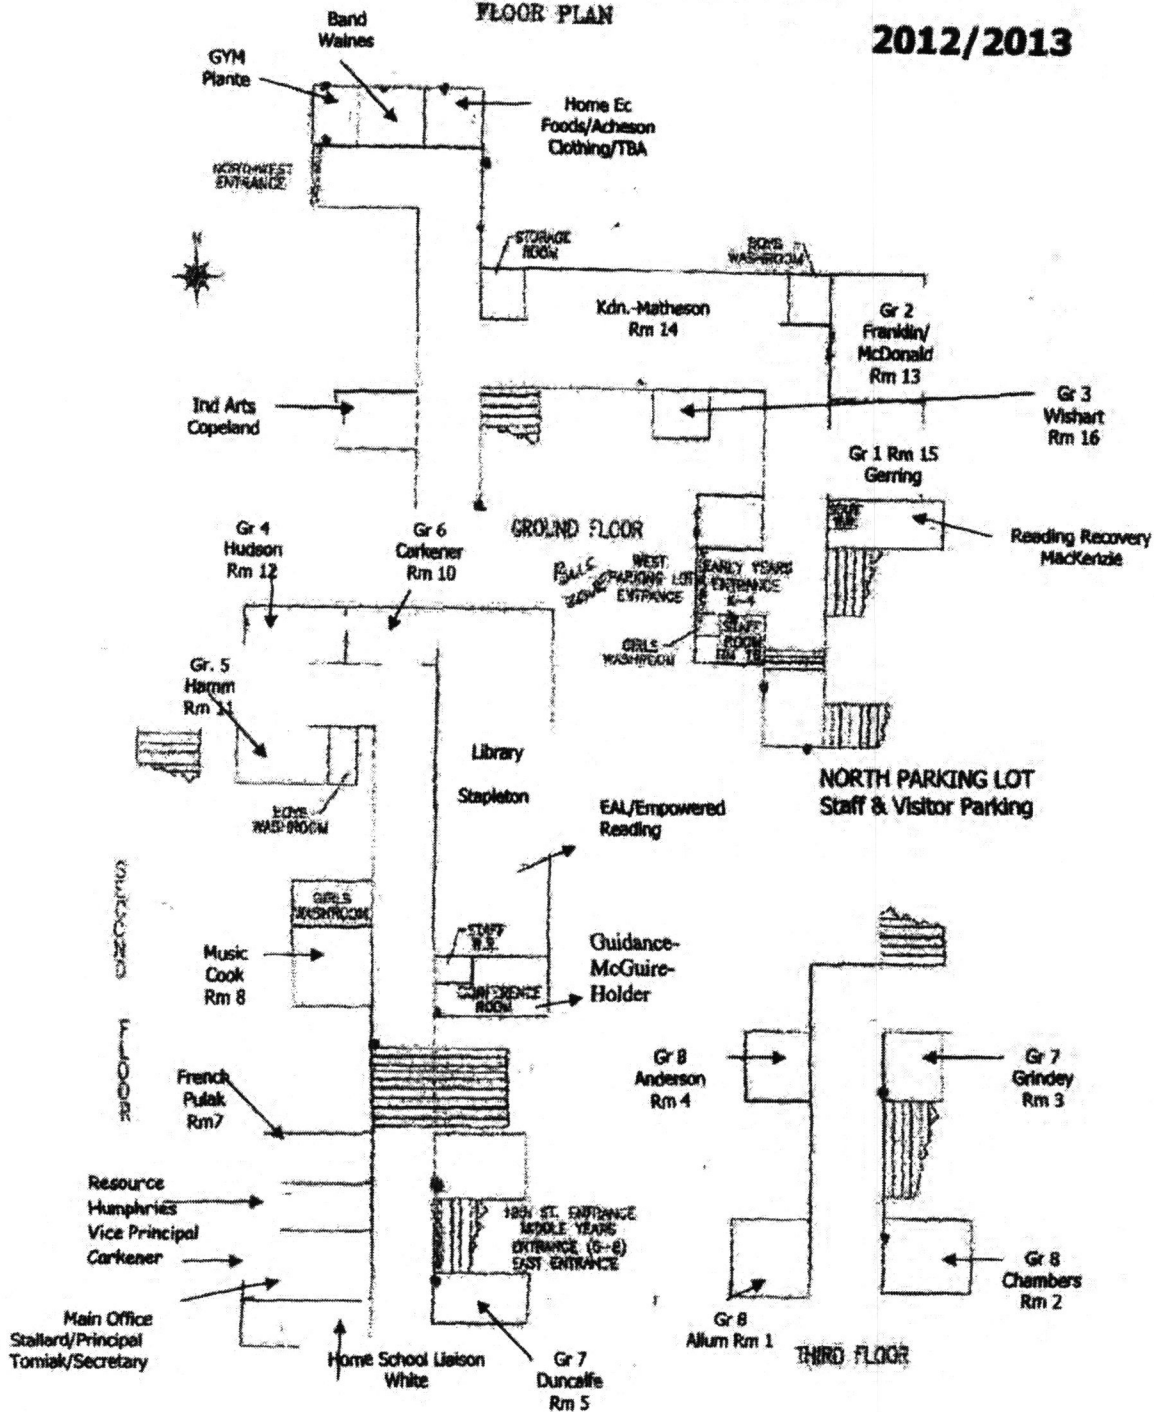 FLOOR PLAN
2012/2013
Band
Waines
GYM
Plante
Home Ec
Foods/Acheson
Clothing/TBA
NORTHWEST
ENTRANCE
N
STORAGE
ROOM
BOYS
WASHROOM
Kdn.-Matheson
Rm 14
Gr 2
Franklin/
McDonald
Rm 13
Ind Arts
Copeland
Gr 3
Wishart
Rm 16
Gr 1 Rm 15
Gerring
GROUND FLOOR
Reading Recovery
MacKenzie
WEST
PARKING LOT
ENTRANCE
EARLY YEARS
ENTRANCE
K-4
GIRLS
WASHROOM
STAFF
ROOM
Gr 4
Hudson
Rm 12
Gr 6
Carkener
Rm 10
Gr. 5
Hamm
Rm 11
Library
Stapleton
BOYS
WASHROOM
NORTH PARKING LOT
Staff & Visitor Parking
EAL/Empowered
Reading
SECOND FLOOR
GIRLS
WASHROOM
Music
Cook
Rm 8
STAFF
W.R
CONFERENCE
ROOM
Guidance-
McGuire-
Holder
French
Pulak
Rm7
Resource
Humphries
Vice Principal
Carkener
Main Office
Stallard/Principal
Tomiak/Secretary
Home School Liaison
White
ST. ENTRANCE
MIDDLE YEARS
ENTRANCE (5-8)
EAST ENTRANCE
Gr 7
Duncalfe
Rm 5
Gr 8
Anderson
Rm 4
Gr 7
Grindey
Rm 3
Gr 8
Allum Rm 1
Gr 8
Chambers
Rm 2
THIRD FLOOR